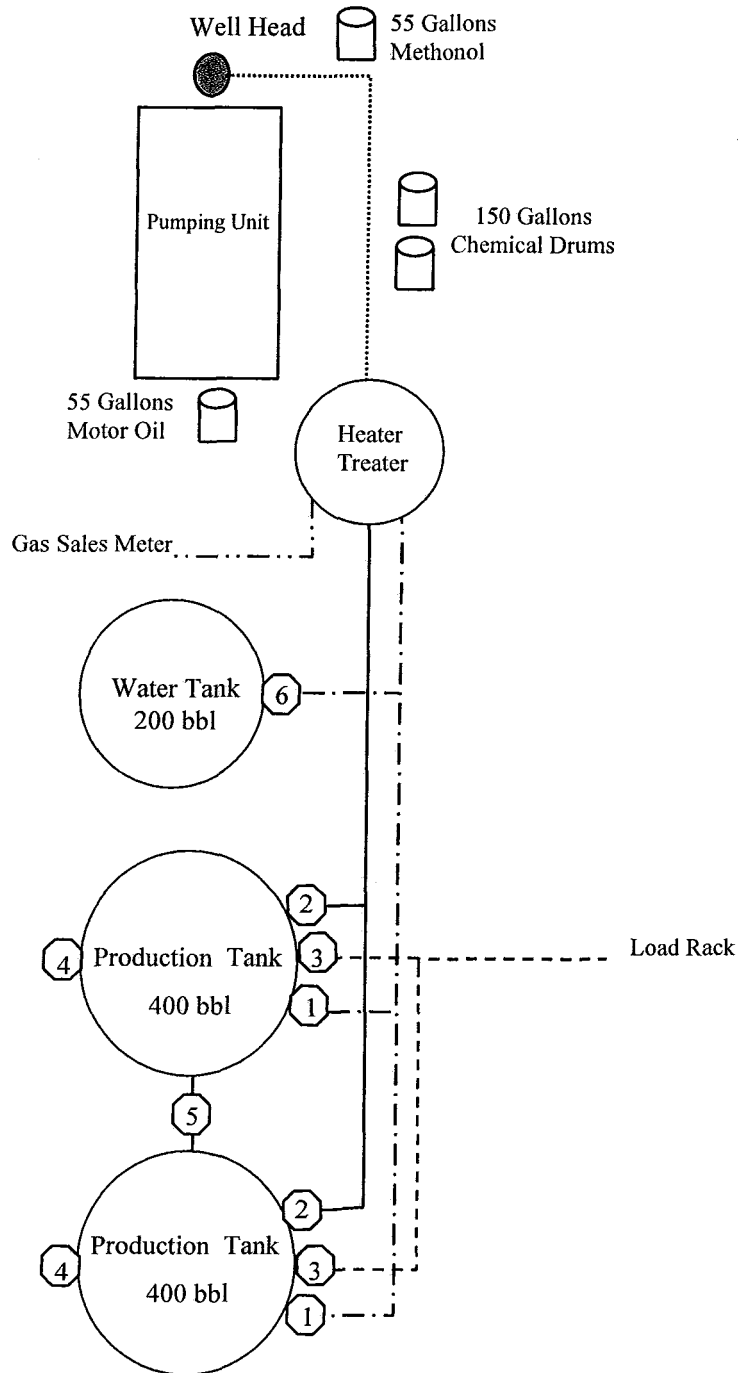 Well Head
55 Gallons
Methonol
Pumping Unit
150 Gallons
Chemical Drums
55 Gallons
Motor Oil
Heater
Treater
Gas Sales Meter
Water Tank
200 bbl
6
2
4
Production Tank
3
Load Rack
400 bbl
1
5
2
4
Production Tank
3
400 bbl
1